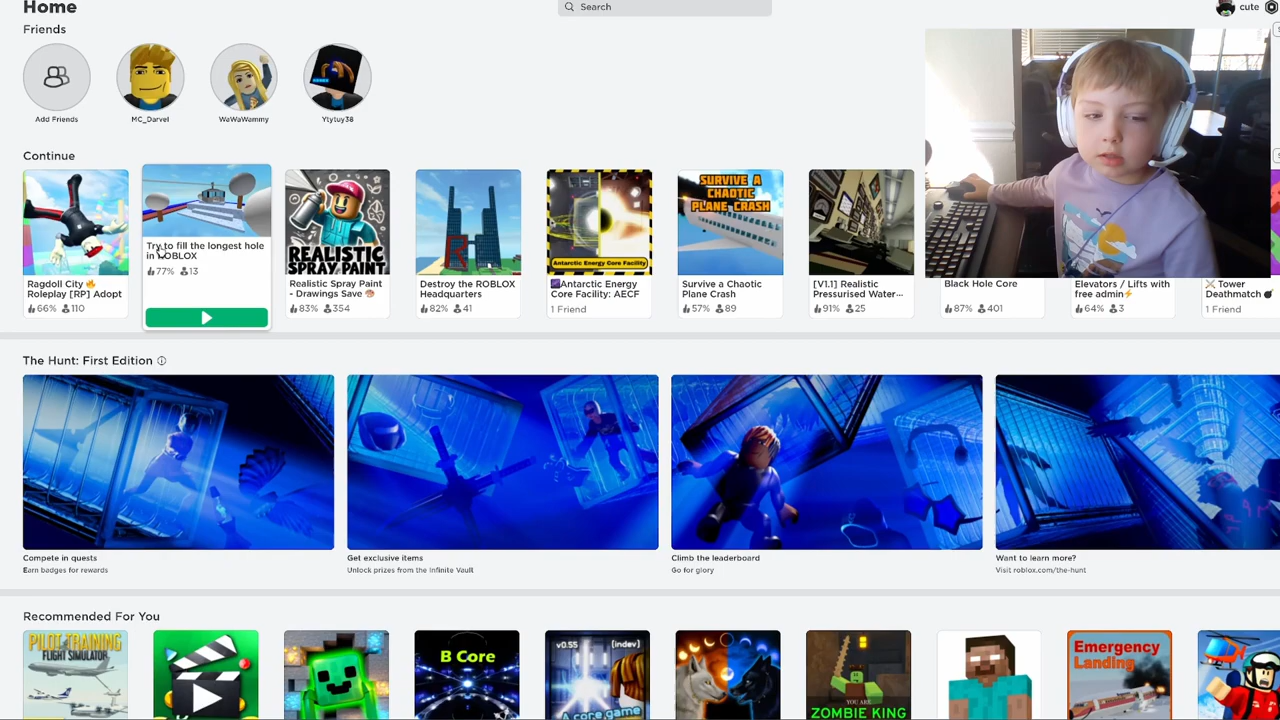 Home
Search
cute
Friends
Add Friends
MC_Darvel
WaWaWammy
Ytytuy38
Continue
SURVIVE A
CHAOTIC
PLANE CRASH
REALISTIC
SPRAY PAINT
Antarctic Energy Core Facility
Try to fill the longest hole
in ROBLOX
77% 13
Ragdoll City 🔥
Roleplay [RP] Adopt
66% 110
Realistic Spray Paint
- Drawings Save
83% 354
Destroy the ROBLOX
Headquarters
82% 41
Antarctic Energy
Core Facility: AECF
1 Friend
Survive a Chaotic
Plane Crash
57% 89
[V1.1] Realistic
Pressurised Water...
91% 25
Black Hole Core
87% 401
Elevators / Lifts with
free admin⚡
64% 3
⚔️ Tower
Deathmatch 💣
1 Friend
The Hunt: First Edition
Compete in quests
Earn badges for rewards
Get exclusive items
Unlock prizes from the Infinite Vault
Climb the leaderboard
Go for glory
Want to learn more?
Visit roblox.com/the-hunt
Recommended For You
PILOT TRAINING
FLIGHT SIMULATOR
B Core
v0.55 [indev]
A core game
YOU ARE
ZOMBIE KING
Emergency
Landing